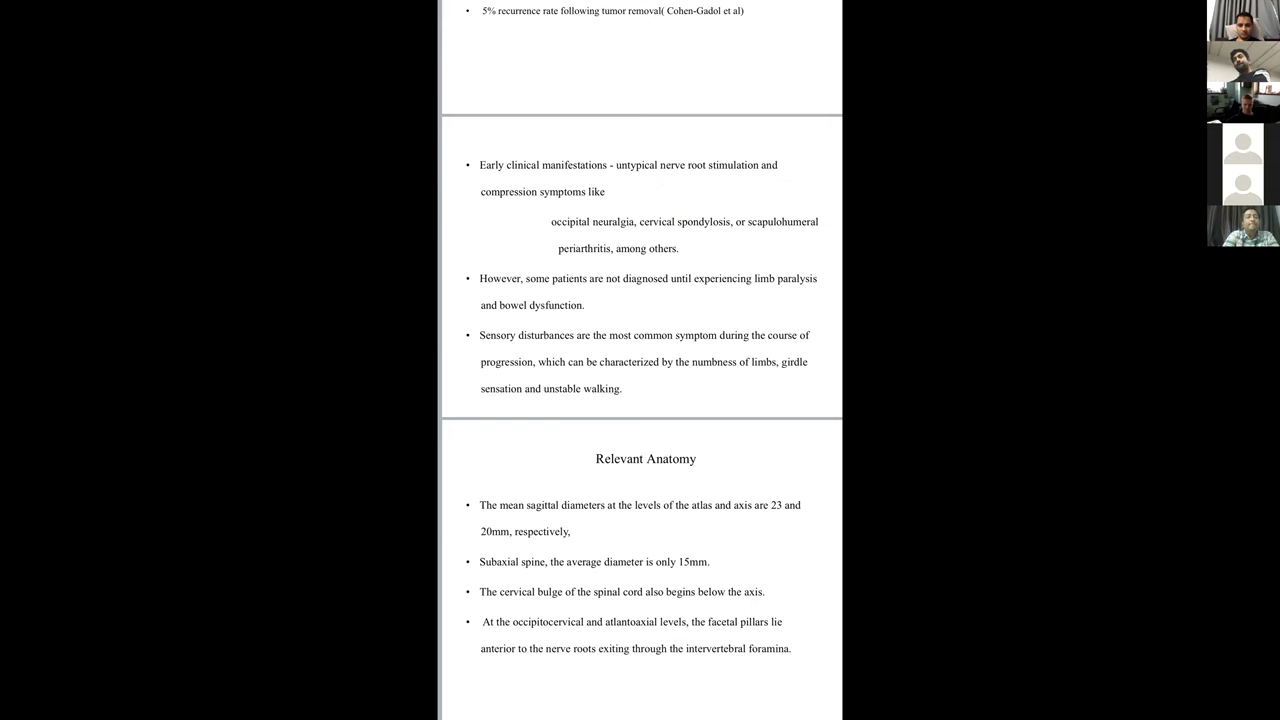 • 5% recurrence rate following tumor removal( Cohen-Gadol et al)
• Early clinical manifestations - untypical nerve root stimulation and
compression symptoms like
occipital neuralgia, cervical spondylosis, or scapulohumeral
periarthritis, among others.
• However, some patients are not diagnosed until experiencing limb paralysis
and bowel dysfunction.
• Sensory disturbances are the most common symptom during the course of
progression, which can be characterized by the numbness of limbs, girdle
sensation and unstable walking.
Relevant Anatomy
• The mean sagittal diameters at the levels of the atlas and axis are 23 and
20mm, respectively,
• Subaxial spine, the average diameter is only 15mm.
• The cervical bulge of the spinal cord also begins below the axis.
• At the occipitocervical and atlantoaxial levels, the facetal pillars lie
anterior to the nerve roots exiting through the intervertebral foramina.